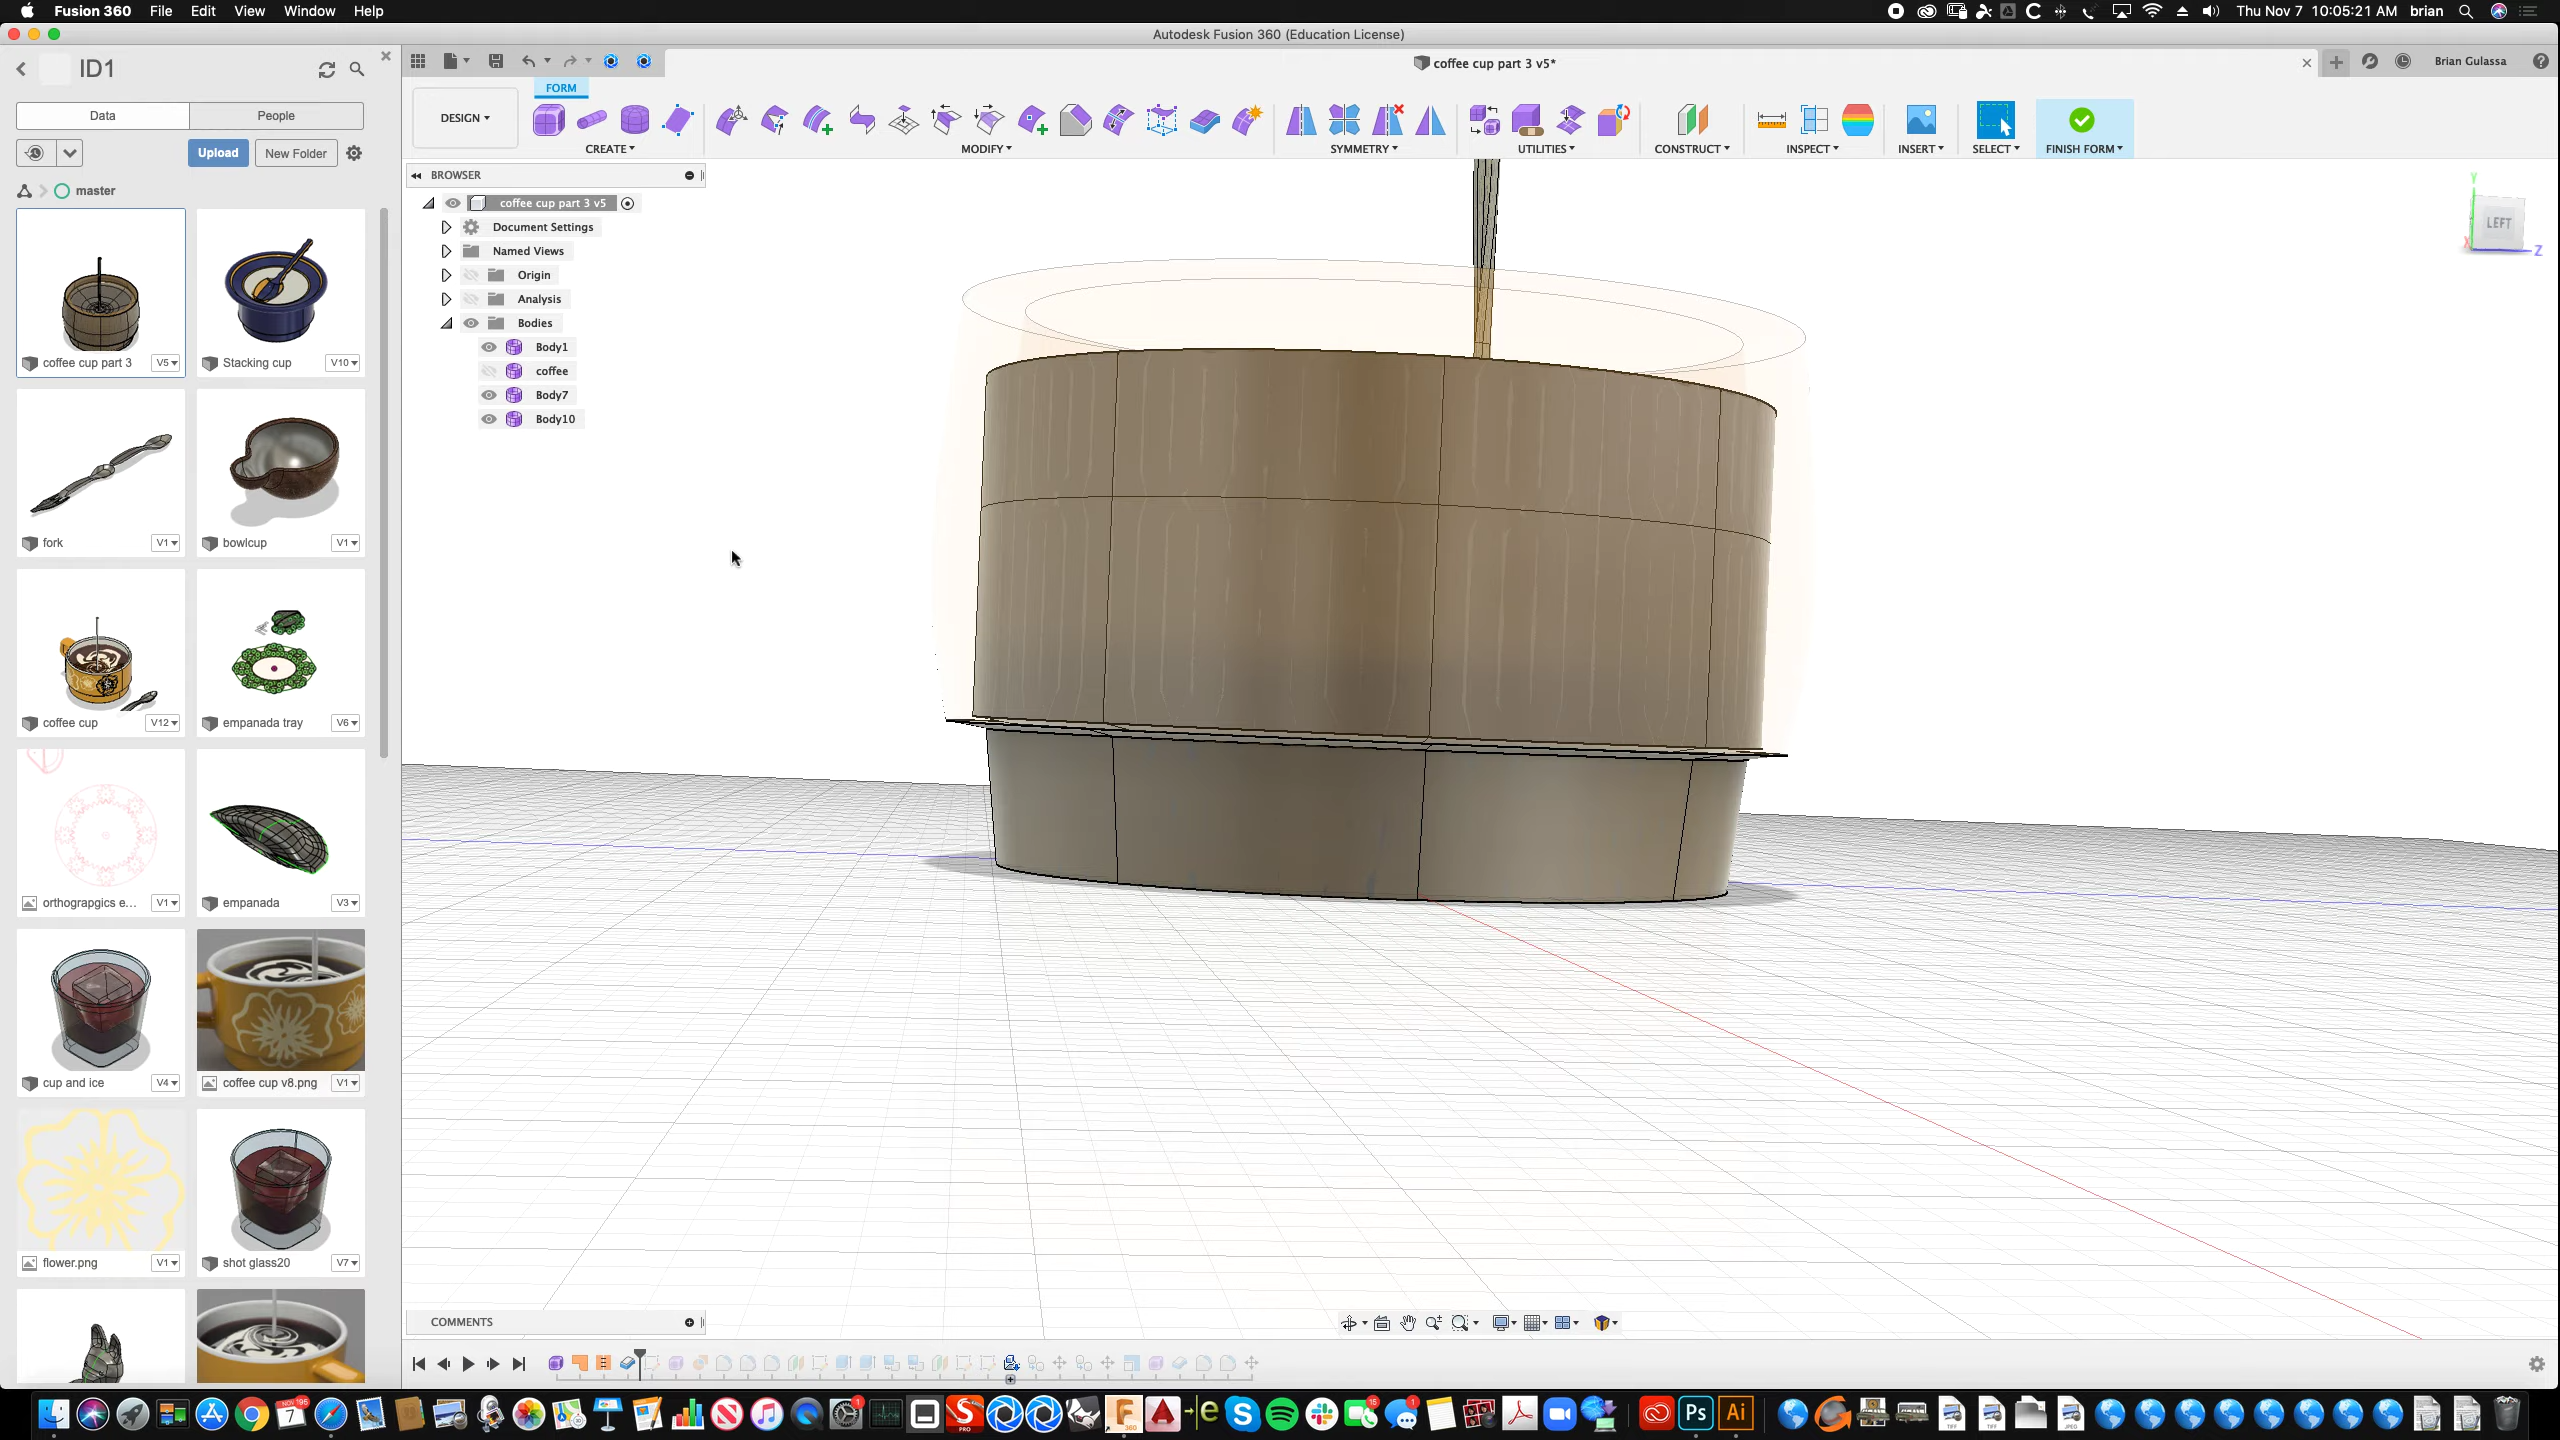 Fusion 360 File Edit View Window Help
Thu Nov 7 10:05:21 AM brian
Autodesk Fusion 360 (Education License)
ID1
coffee cup part 3 v5*
Brian Gulassa
Data People
Upload New Folder
master
FORM
DESIGN
CREATE MODIFY SYMMETRY UTILITIES CONSTRUCT INSPECT INSERT SELECT FINISH FORM
BROWSER
coffee cup part 3 v5
Document Settings
Named Views
Origin
Analysis
Bodies
Body1
coffee
Body7
Body10
LEFT
Y
X
Z
coffee cup part 3 V5
Stacking cup V10
fork V1
bowlcup V1
coffee cup V12
empanada tray V6
orthograpgics e... V1
empanada V3
cup and ice V4
coffee cup v8.png V1
flower.png V1
shot glass20 V7
COMMENTS